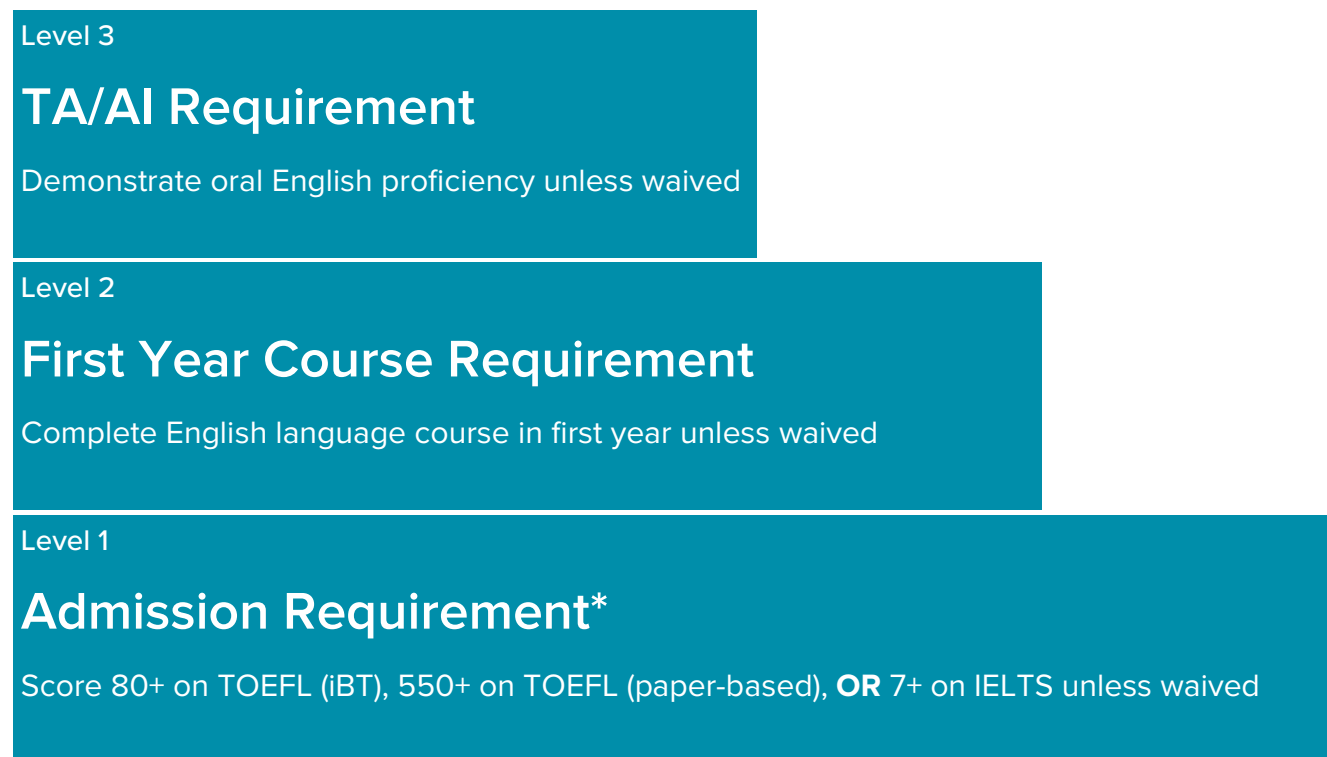 Level 3
TA/AI Requirement
Demonstrate oral English proficiency unless waived
Level 2
First Year Course Requirement
Complete English language course in first year unless waived
Level 1
Admission Requirement*
Score 80+ on TOEFL (iBT), 550+ on TOEFL (paper-based), OR 7+ on IELTS unless waived